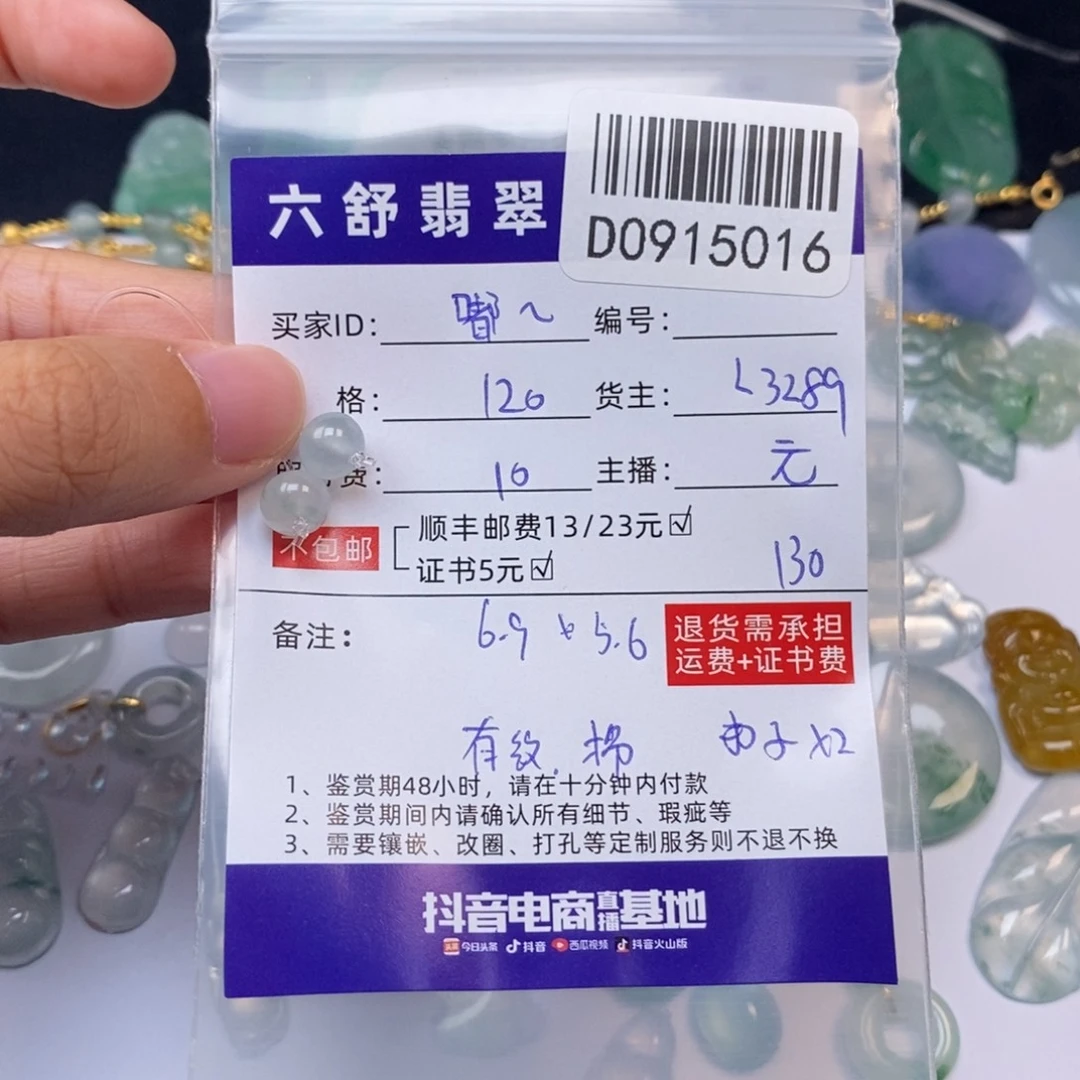 六舒翡翠
D0915016
买家ID: 嘟~ 编号:
格: 120 货主: L3289
费: 10 主播: 元
不包邮 顺丰邮费13/23元☑
证书5元☑ 130
备注: 6.9 5.6 退货需承担
运费+证书费
有纹.棉 x2
1、鉴赏期48小时，请在十分钟内付款
2、鉴赏期间内请确认所有细节、瑕疵等
3、需要镶嵌、改圈、打孔等定制服务则不退不换
抖音电商直播基地
头条 今日头条 抖音 西瓜视频 抖音火山版